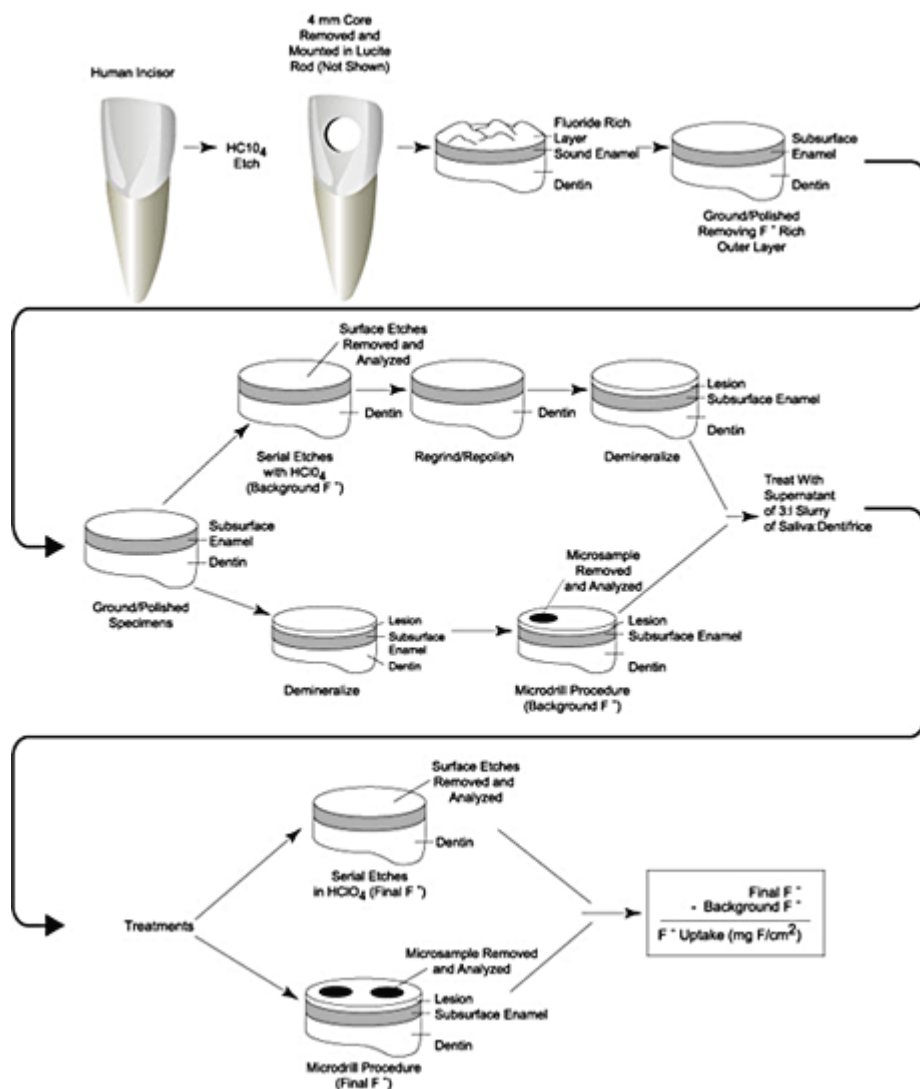 4 mm Core
Removed and
Mounted in Lucite
Rod (Not Shown)
Human Incisor
HC10₄
Etch
Fluoride Rich
Layer
Sound Enamel
Dentin
Subsurface
Enamel
Dentin
Ground/Polished
Removing F⁻ Rich
Outer Layer
Surface Etches
Removed and
Analyzed
Dentin
Serial Etches
with HClO₄
(Background F⁻)
Dentin
Regrind/Repolish
Lesion
Subsurface Enamel
Dentin
Demineralize
Treat With
Supernatant
of 3:1 Slurry
of Saliva:Dentifrice
Subsurface
Enamel
Dentin
Ground/Polished
Specimens
Lesion
Subsurface
Enamel
Dentin
Demineralize
Microsample
Removed
and Analyzed
Lesion
Subsurface Enamel
Dentin
Microdrill Procedure
(Background F⁻)
Surface Etches
Removed and
Analyzed
Dentin
Serial Etches
in HClO₄ (Final F⁻)
Treatments
Microsample Removed
and Analyzed
Lesion
Subsurface Enamel
Dentin
Microdrill Procedure
(Final F⁻)
Final F⁻
- Background F⁻
F⁻ Uptake (mg F/cm²)